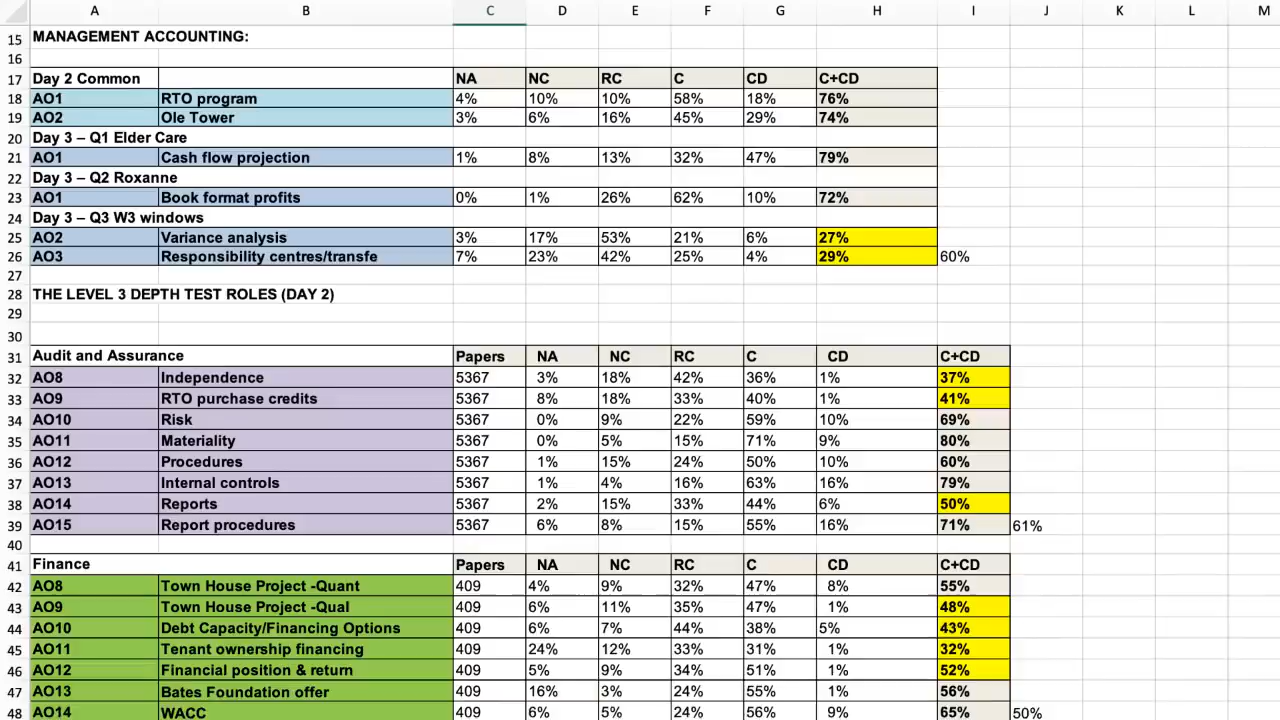 A B C D E F G H I J K L M
15 MANAGEMENT ACCOUNTING:
16
17 Day 2 Common NA NC RC C CD C+CD
18 AO1 RTO program 4% 10% 10% 58% 18% 76%
19 AO2 Ole Tower 3% 6% 16% 45% 29% 74%
20 Day 3 – Q1 Elder Care
21 AO1 Cash flow projection 1% 8% 13% 32% 47% 79%
22 Day 3 – Q2 Roxanne
23 AO1 Book format profits 0% 1% 26% 62% 10% 72%
24 Day 3 – Q3 W3 windows
25 AO2 Variance analysis 3% 17% 53% 21% 6% 27%
26 AO3 Responsibility centres/transfe 7% 23% 42% 25% 4% 29% 60%
27
28 THE LEVEL 3 DEPTH TEST ROLES (DAY 2)
29
30
31 Audit and Assurance Papers NA NC RC C CD C+CD
32 AO8 Independence 5367 3% 18% 42% 36% 1% 37%
33 AO9 RTO purchase credits 5367 8% 18% 33% 40% 1% 41%
34 AO10 Risk 5367 0% 9% 22% 59% 10% 69%
35 AO11 Materiality 5367 0% 5% 15% 71% 9% 80%
36 AO12 Procedures 5367 1% 15% 24% 50% 10% 60%
37 AO13 Internal controls 5367 1% 4% 16% 63% 16% 79%
38 AO14 Reports 5367 2% 15% 33% 44% 6% 50%
39 AO15 Report procedures 5367 6% 8% 15% 55% 16% 71% 61%
40
41 Finance Papers NA NC RC C CD C+CD
42 AO8 Town House Project -Quant 409 4% 9% 32% 47% 8% 55%
43 AO9 Town House Project -Qual 409 6% 11% 35% 47% 1% 48%
44 AO10 Debt Capacity/Financing Options 409 6% 7% 44% 38% 5% 43%
45 AO11 Tenant ownership financing 409 24% 12% 33% 31% 1% 32%
46 AO12 Financial position & return 409 5% 9% 34% 51% 1% 52%
47 AO13 Bates Foundation offer 409 16% 3% 24% 55% 1% 56%
48 AO14 WACC 409 6% 5% 24% 56% 9% 65% 50%